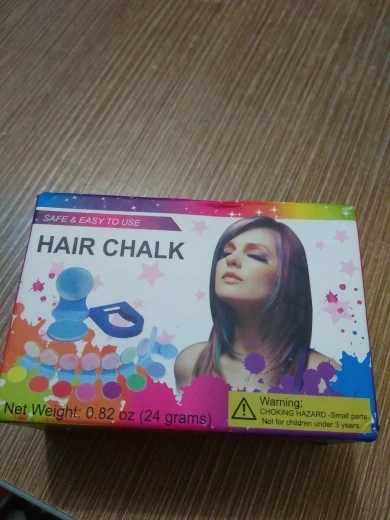 SAFE & EASY TO USE
HAIR CHALK
Net Weight: 0.82 oz (24 grams)
Warning:
CHOKING HAZARD -Small parts.
Not for children under 3 years.